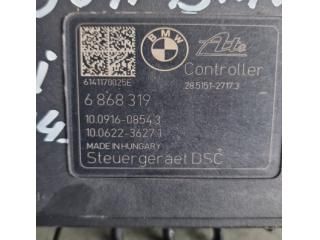 BMW
Ate
Controller
6141170025E
28.5151-2717.3
6 868 319
10.0916-0854.3
10.0622-3627.1
MADE IN HUNGARY
Steuergeraet DSC